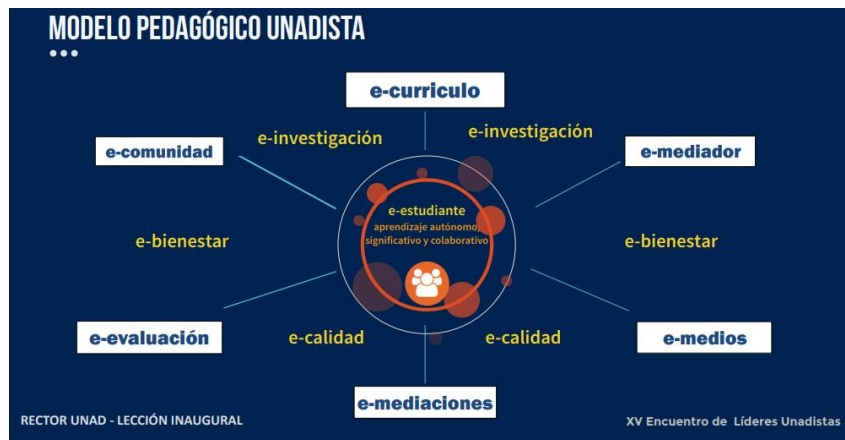 MODELO PEDAGÓGICO UNADISTA
e-curriculo
e-investigación
e-investigación
e-comunidad
e-mediador
e-estudiante
aprendizaje autónomo,
significativo y colaborativo
e-bienestar
e-bienestar
e-evaluación
e-calidad
e-calidad
e-medios
e-mediaciones
RECTOR UNAD - LECCIÓN INAUGURAL
XV Encuentro de Líderes Unadistas